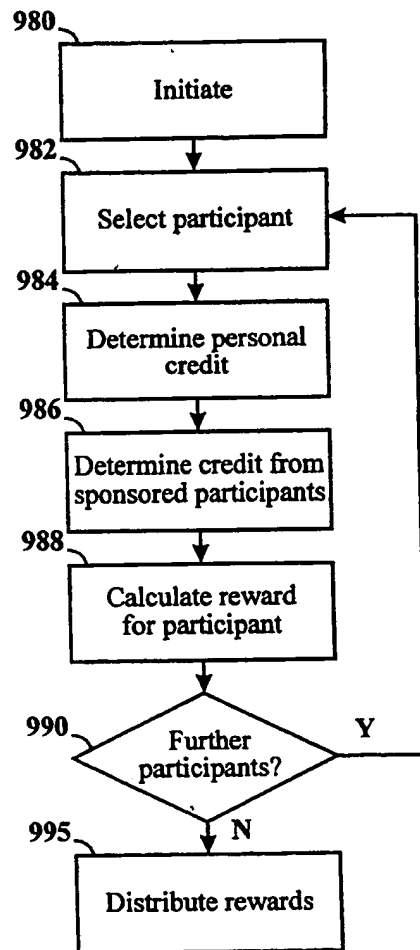 980
Initiate
982
Select participant
984
Determine personal
credit
986
Determine credit from
sponsored participants
988
Calculate reward
for participant
990
Further
participants?
Y
N
995
Distribute rewards